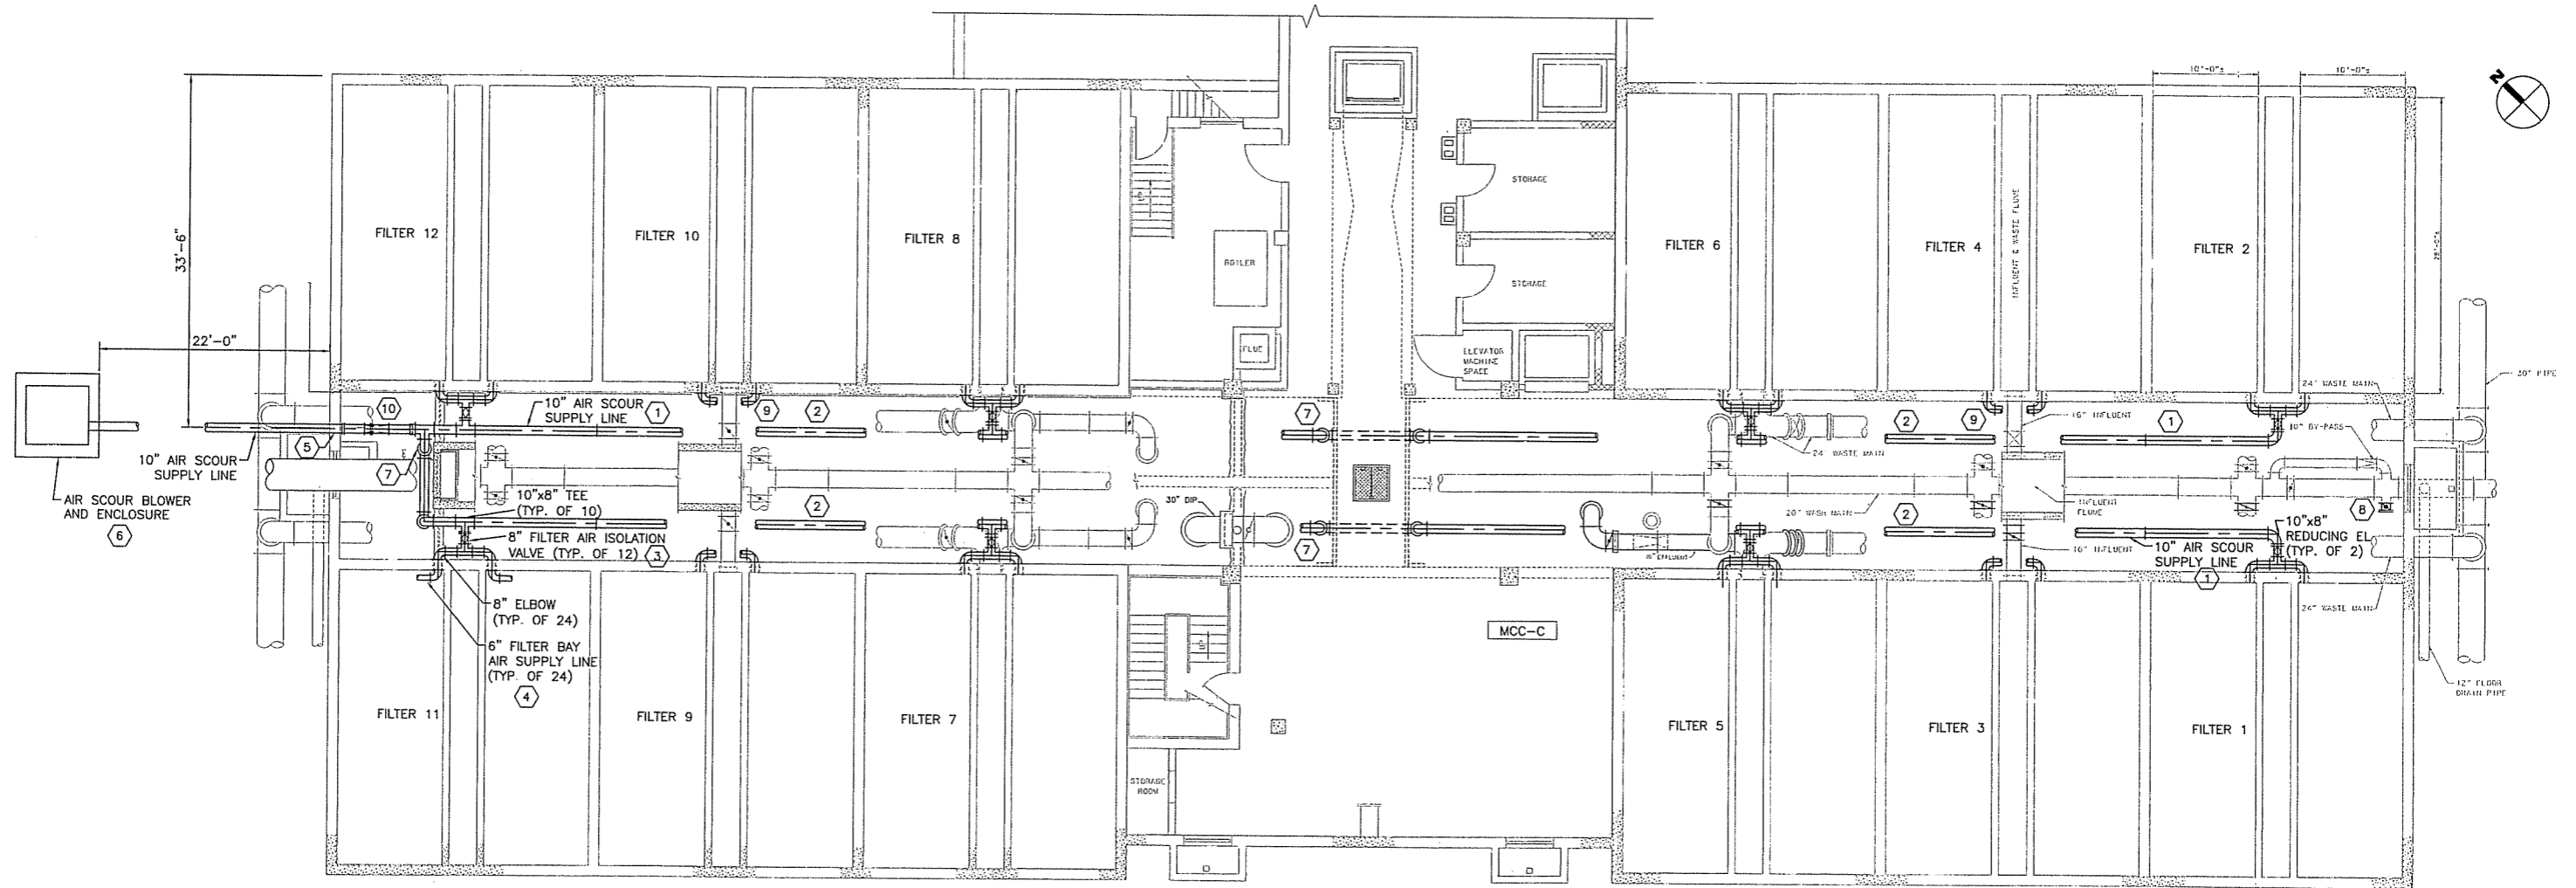 10'-0"±
10'-0"±
N
33'-6"
22'-0"
FILTER 12
FILTER 10
FILTER 8
UP
BOILER
FLUE
STORAGE
STORAGE
ELEVATOR
MACHINE
SPACE
FILTER 6
FILTER 4
INFLUENT & WASTE FLUME
FILTER 2
30" PIPE
24" WASTE MAIN
10
10" AIR SCOUR
SUPPLY LINE
1
9
2
7
2
9
16" INFLUENT
1
10" BY-PASS
5
10" AIR SCOUR
SUPPLY LINE
7
24" WASTE MAIN
AIR SCOUR BLOWER
AND ENCLOSURE
6
10"x8" TEE
(TYP. OF 10)
8" FILTER AIR ISOLATION
VALVE (TYP. OF 12)
3
2
30" DIP
7
20" WASH MAIN
2
INFLUENT
FLUME
16" INFLUENT
8
10"x8"
REDUCING EL
(TYP. OF 2)
10" AIR SCOUR
SUPPLY LINE
1
24" WASTE MAIN
8" ELBOW
(TYP. OF 24)
6" FILTER BAY
AIR SUPPLY LINE
(TYP. OF 24)
4
MCC-C
12" FLOOR
DRAIN PIPE
FILTER 11
FILTER 9
FILTER 7
FILTER 5
FILTER 3
FILTER 1
STORAGE
ROOM